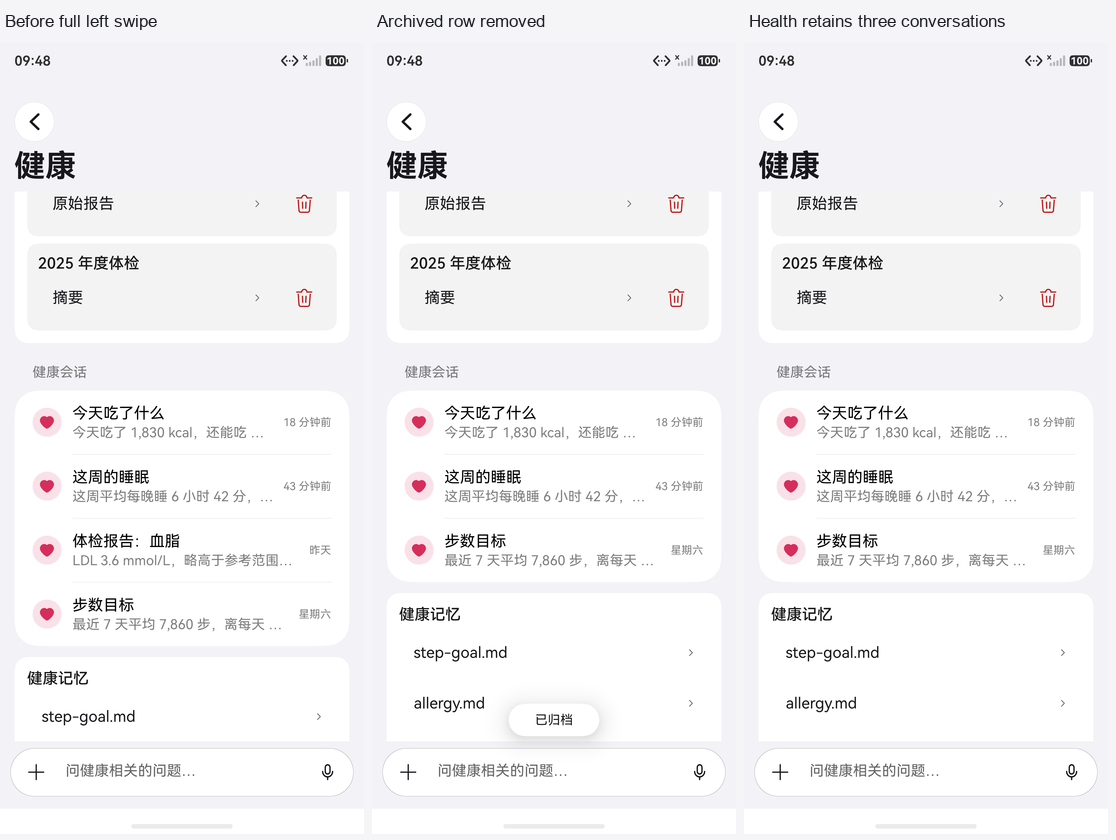 Before full left swipe
09:48
100
健康
原始报告
2025 年度体检
摘要
健康会话
今天吃了什么
18 分钟前
今天吃了 1,830 kcal，还能吃 …
这周的睡眠
43 分钟前
这周平均每晚睡 6 小时 42 分，…
体检报告：血脂
昨天
LDL 3.6 mmol/L，略高于参考范围…
步数目标
星期六
最近 7 天平均 7,860 步，离每天 …
健康记忆
step-goal.md
问健康相关的问题…
Archived row removed
09:48
100
健康
原始报告
2025 年度体检
摘要
健康会话
今天吃了什么
18 分钟前
今天吃了 1,830 kcal，还能吃 …
这周的睡眠
43 分钟前
这周平均每晚睡 6 小时 42 分，…
步数目标
星期六
最近 7 天平均 7,860 步，离每天 …
健康记忆
step-goal.md
allergy.md
已归档
问健康相关的问题…
Health retains three conversations
09:48
100
健康
原始报告
2025 年度体检
摘要
健康会话
今天吃了什么
18 分钟前
今天吃了 1,830 kcal，还能吃 …
这周的睡眠
43 分钟前
这周平均每晚睡 6 小时 42 分，…
步数目标
星期六
最近 7 天平均 7,860 步，离每天 …
健康记忆
step-goal.md
allergy.md
问健康相关的问题…